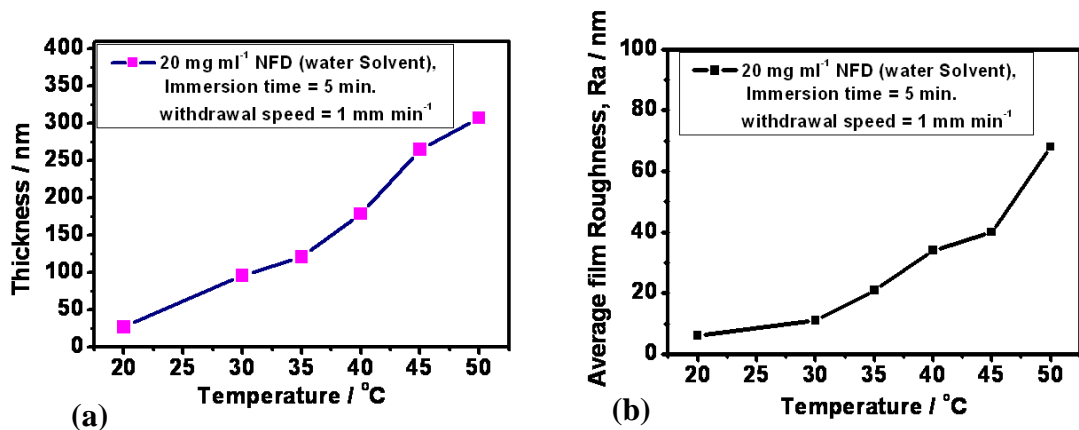 400
350
300
250
200
150
100
50
0
Thickness / nm
20 mg ml⁻¹ NFD (water Solvent),
Immersion time = 5 min.
withdrawal speed = 1 mm min⁻¹
20 25 30 35 40 45 50
Temperature / °C
(a)
100
80
60
40
20
0
Average film Roughness, Ra / nm
20 mg ml⁻¹ NFD (water Solvent),
Immersion time = 5 min.
withdrawal speed = 1 mm min⁻¹
20 25 30 35 40 45 50
Temperature / °C
(b)